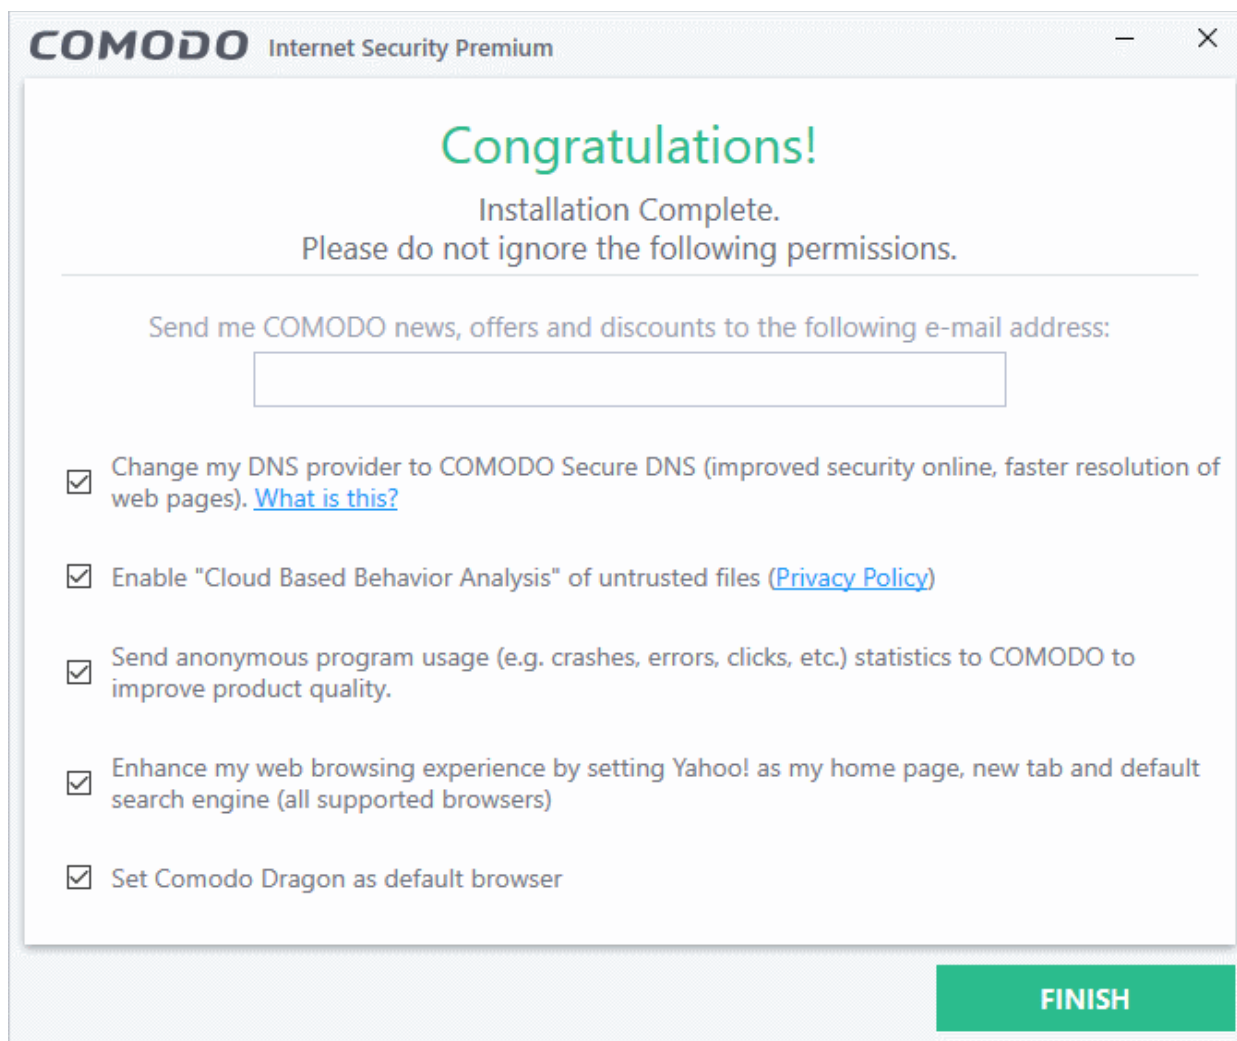 COMODO Internet Security Premium
Congratulations!
Installation Complete.
Please do not ignore the following permissions.
Send me COMODO news, offers and discounts to the following e-mail address:
Change my DNS provider to COMODO Secure DNS (improved security online, faster resolution of
web pages). What is this?
Enable "Cloud Based Behavior Analysis" of untrusted files (Privacy Policy)
Send anonymous program usage (e.g. crashes, errors, clicks, etc.) statistics to COMODO to
improve product quality.
Enhance my web browsing experience by setting Yahoo! as my home page, new tab and default
search engine (all supported browsers)
Set Comodo Dragon as default browser
FINISH